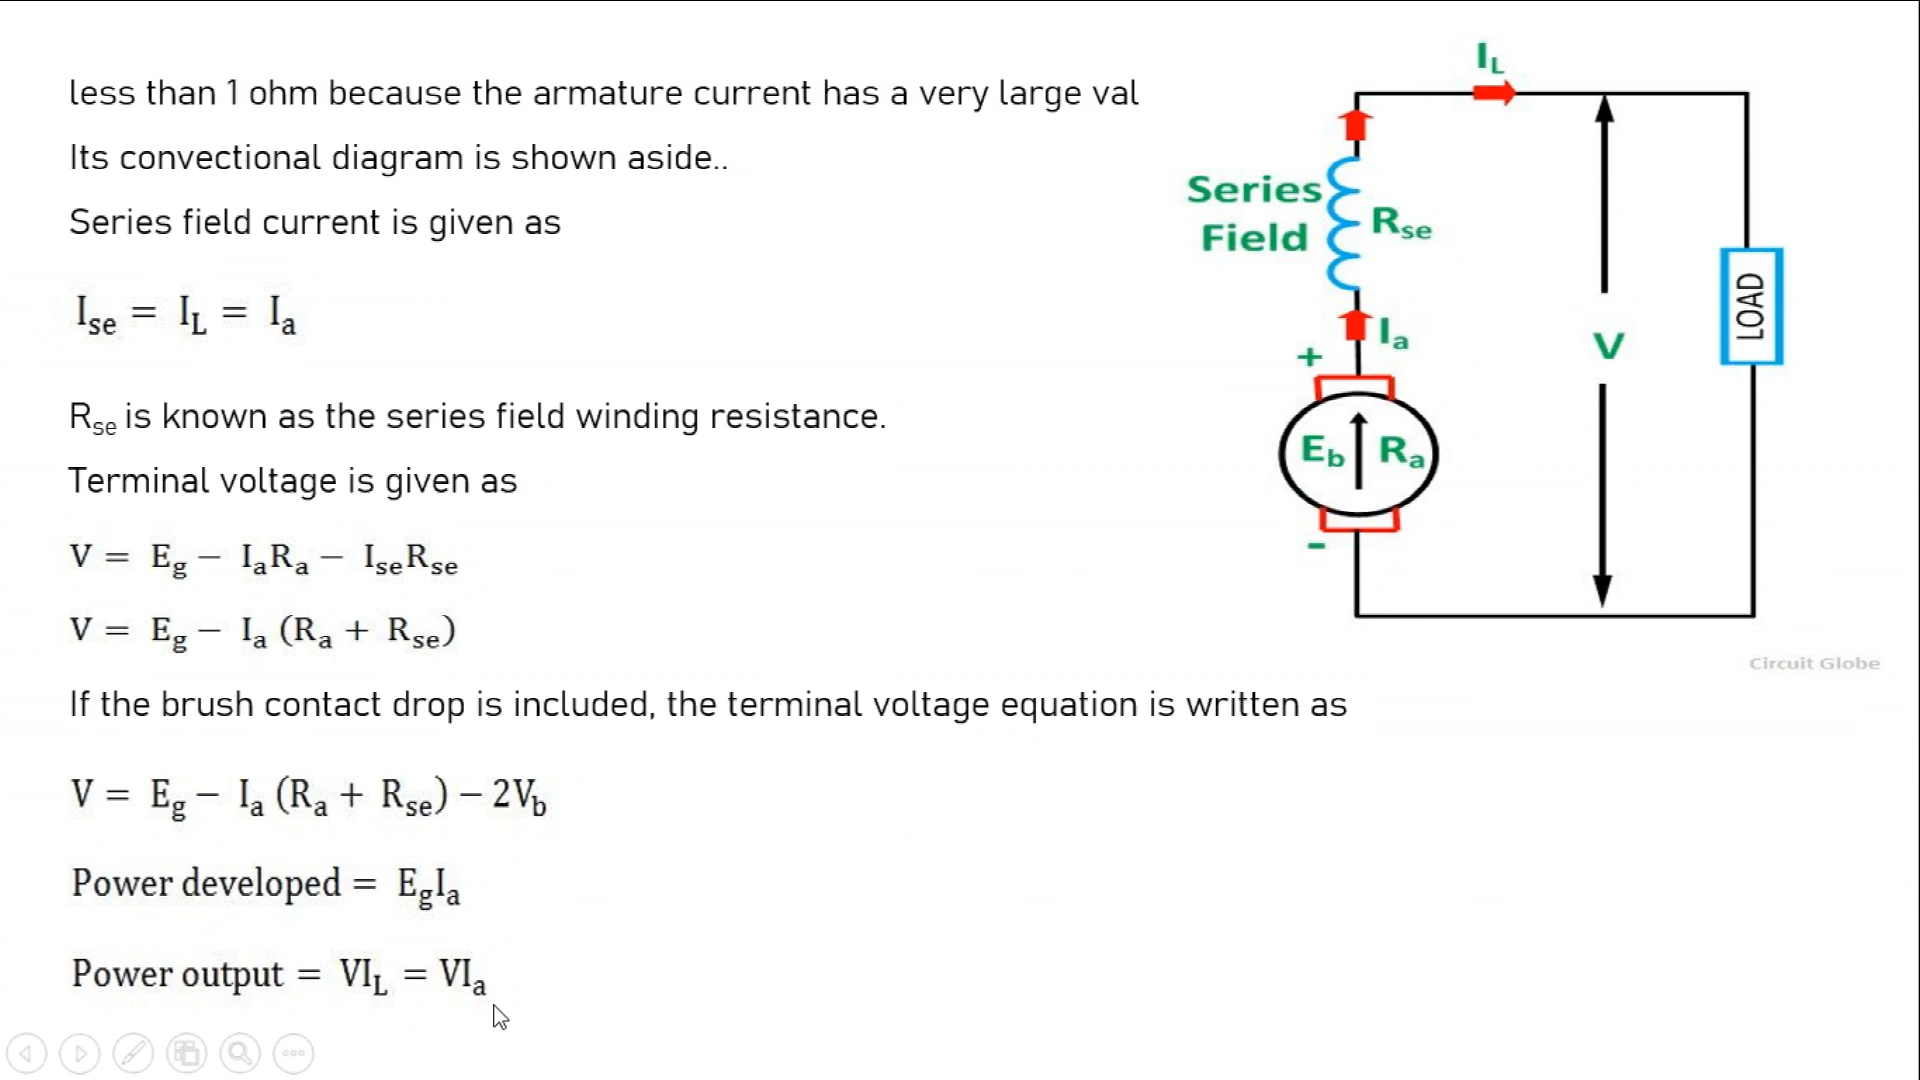 less than 1 ohm because the armature current has a very large val
Its convectional diagram is shown aside..
Series field current is given as
Ise = IL = Ia
Rse is known as the series field winding resistance.
Terminal voltage is given as
V = Eg − IaRa − IseRse
V = Eg − Ia (Ra + Rse)
If the brush contact drop is included, the terminal voltage equation is written as
V = Eg − Ia (Ra + Rse) − 2Vb
Power developed = EgIa
Power output = VIL = VIa
IL
Series
Field
Rse
Ia
+
Eb
Ra
-
V
LOAD
Circuit Globe